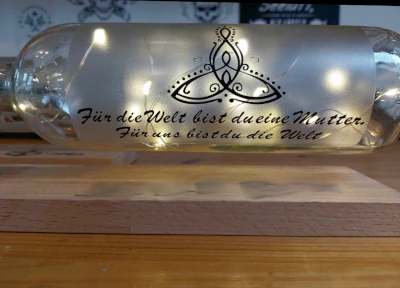 Für die Welt bist du eine Mutter.
Für uns bist du die Welt